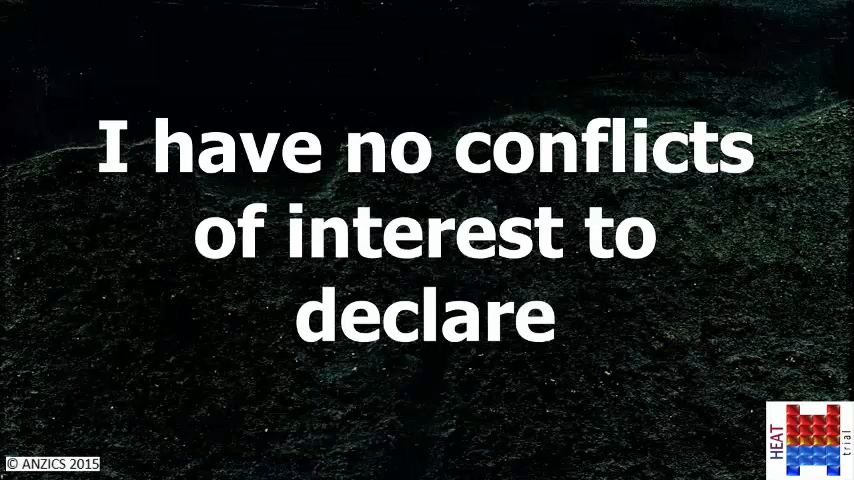 I have no conflicts
of interest to
declare
© ANZICS 2015
HEAT
trial